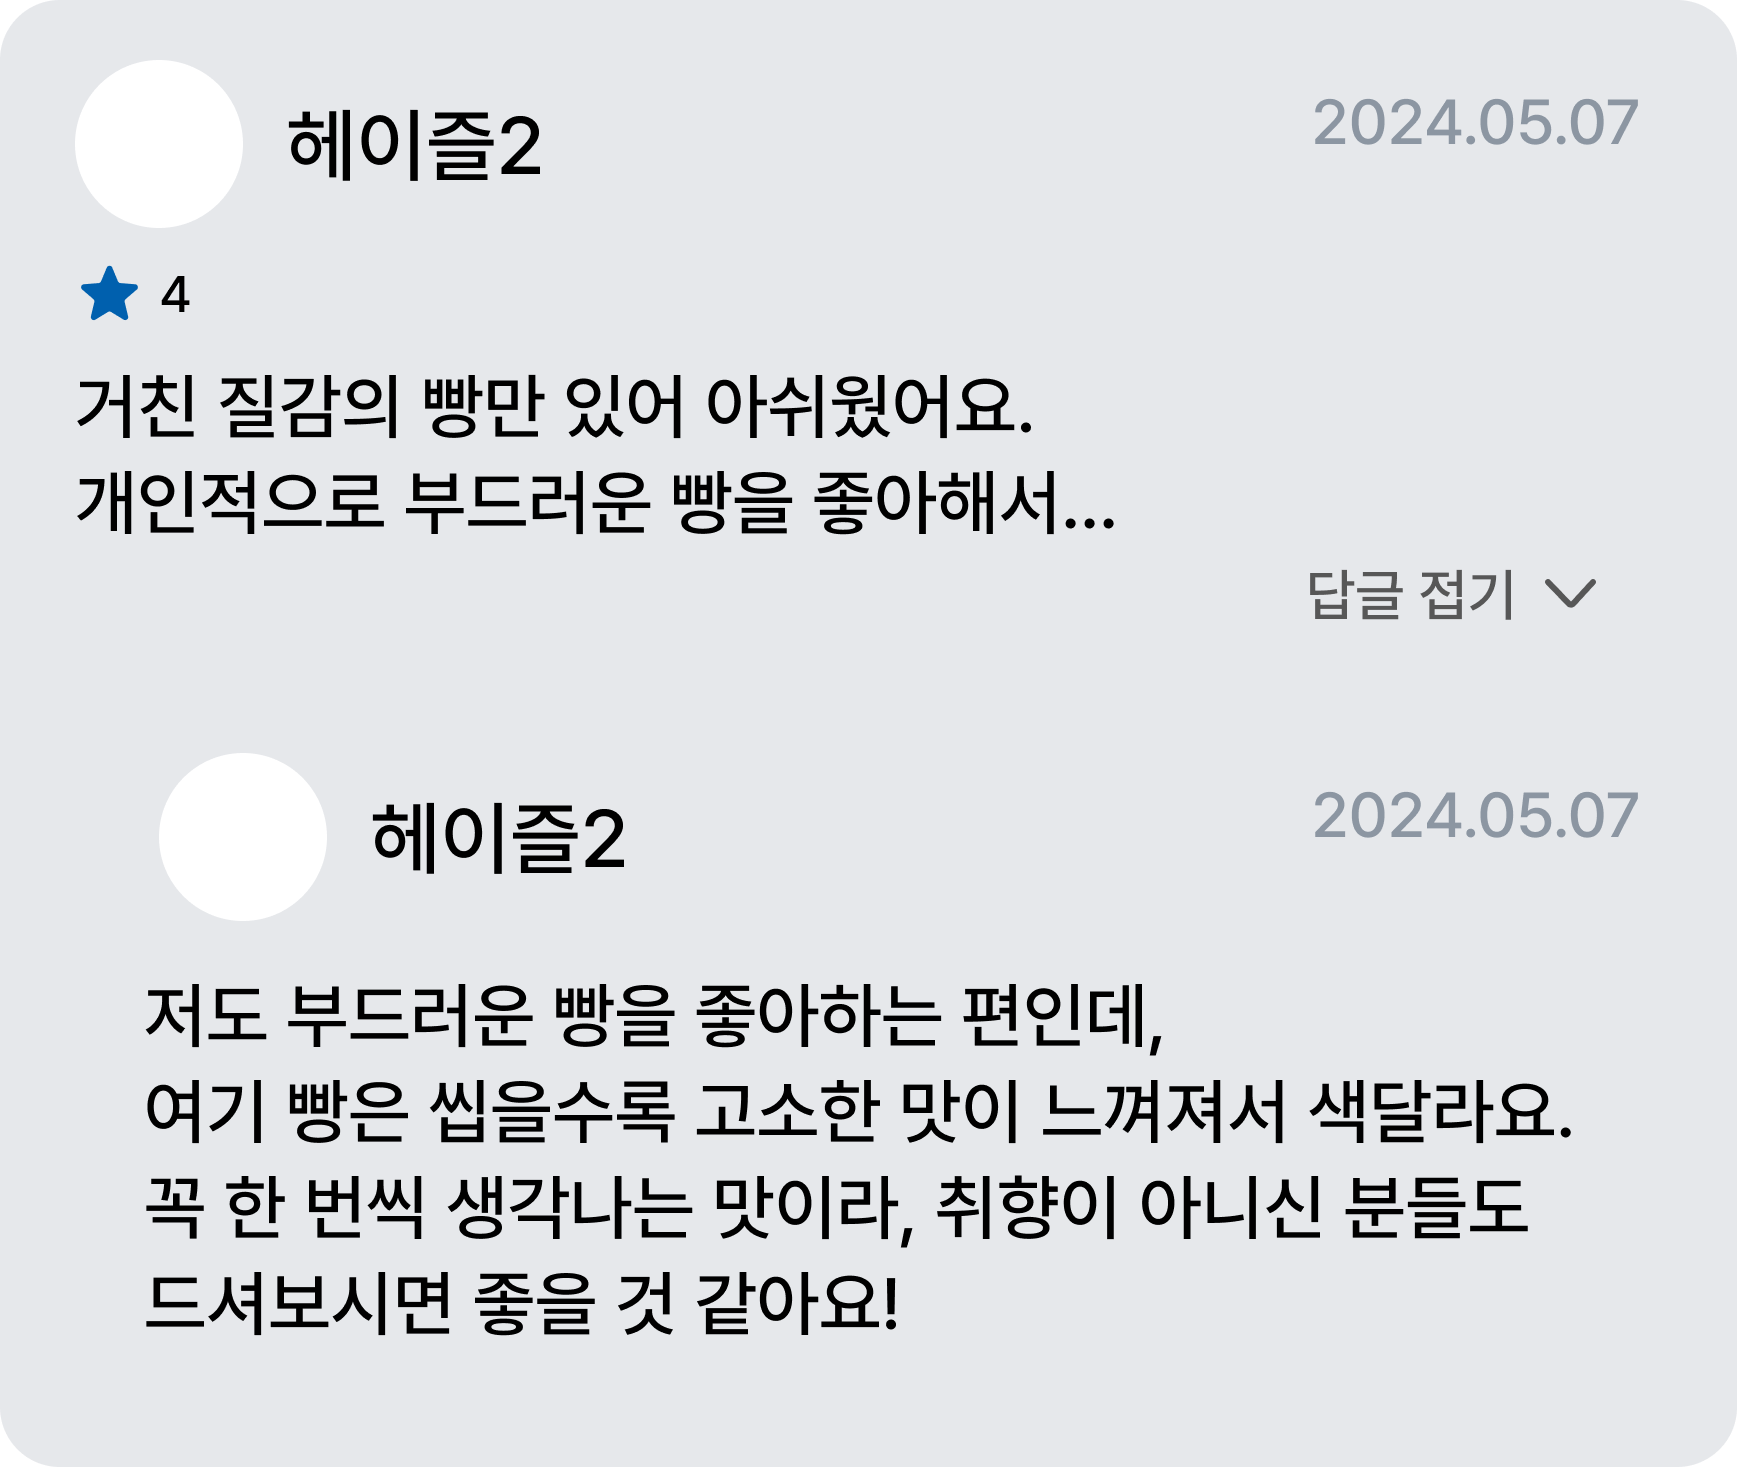 헤이즐2
2024.05.07
4
거친 질감의 빵만 있어 아쉬웠어요.
개인적으로 부드러운 빵을 좋아해서...
답글 접기
헤이즐2
2024.05.07
저도 부드러운 빵을 좋아하는 편인데,
여기 빵은 씹을수록 고소한 맛이 느껴져서 색달라요.
꼭 한 번씩 생각나는 맛이라, 취향이 아니신 분들도
드셔보시면 좋을 것 같아요!